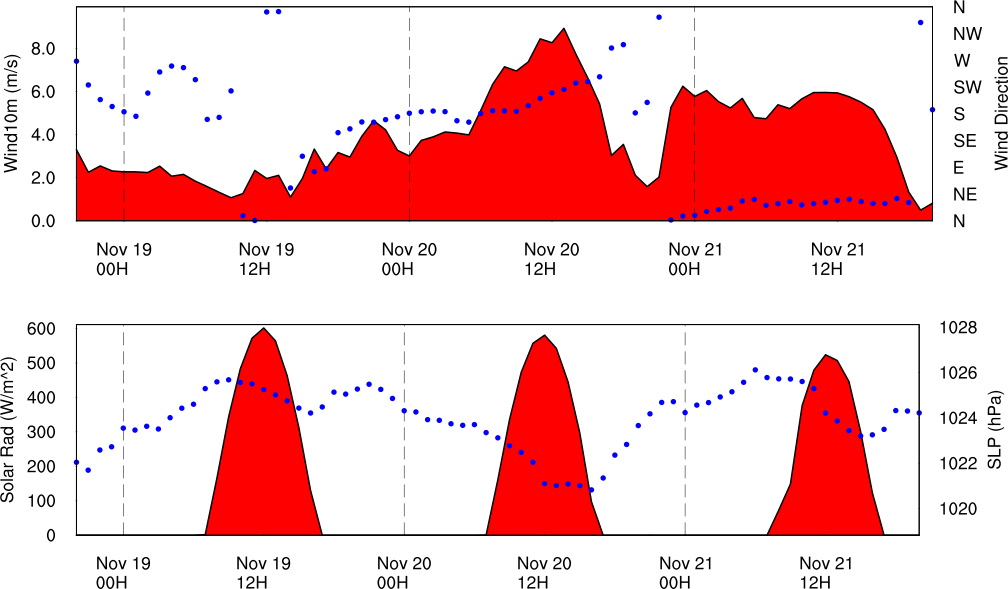 Wind10m (m/s)
8.0
6.0
4.0
2.0
0.0
N
NW
W
SW
S
SE
E
NE
N
Wind Direction
Nov 19 Nov 19 Nov 20 Nov 20 Nov 21 Nov 21
00H 12H 00H 12H 00H 12H
Solar Rad (W/m^2)
600
500
400
300
200
100
0
1028
1026
1024
1022
1020
SLP (hPa)
Nov 19 Nov 19 Nov 20 Nov 20 Nov 21 Nov 21
00H 12H 00H 12H 00H 12H